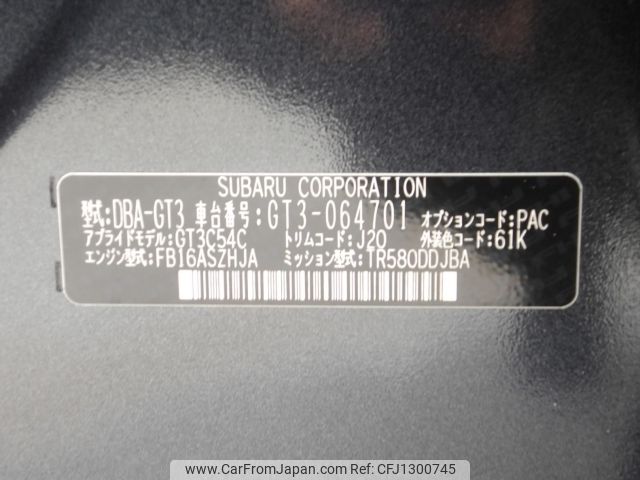 SUBARU CORPORATION
型式:DBA-GT3 車台番号:GT3-064701 オプションコード:PAC
アプライドモデル:GT3C54C トリムコード:J20 外装色コード:61K
エンジン型式:FB16ASZHJA ミッション型式:TR580DDJBA
CAR FROM JAPAN
www.carfromjapan.com - CFJ1300745